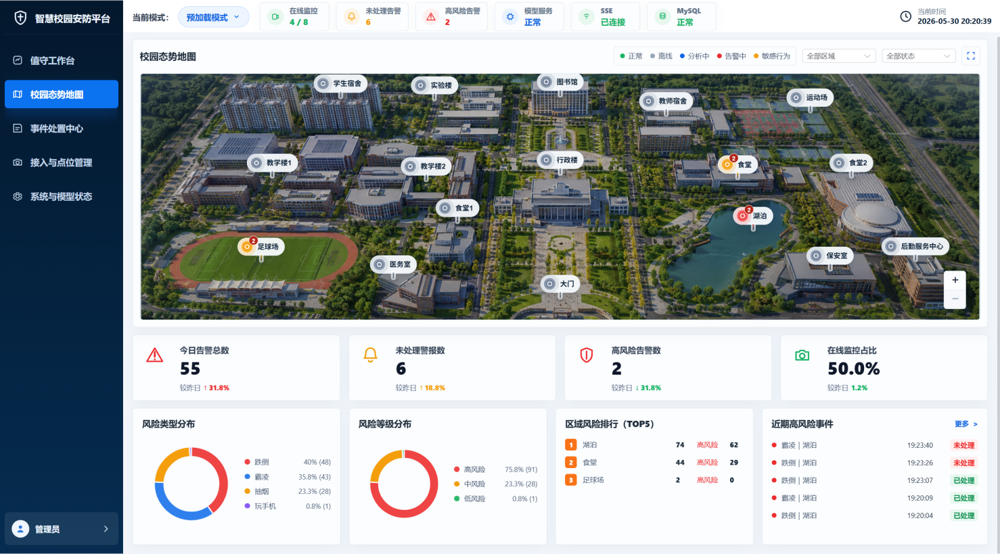 智慧校园安防平台
值守工作台
校园态势地图
事件处置中心
接入与点位管理
系统与模型状态
管理员
当前模式：
预加载模式
在线监控
4 / 8
未处理告警
6
高风险告警
2
模型服务
正常
SSE
已连接
MySQL
正常
当前时间
2026-05-30 20:20:39
校园态势地图
正常
离线
分析中
告警中
敏感行为
全部区域
全部状态
学生宿舍
实验楼
图书馆
教师宿舍
运动场
教学楼1
教学楼2
行政楼
2
食堂
食堂2
食堂1
2
湖泊
2
足球场
医务室
大门
保安室
后勤服务中心
+
−
今日告警总数
55
较昨日 ↑ 31.8%
未处理警报数
6
较昨日 ↑ 18.8%
高风险告警数
2
较昨日 ↓ 31.8%
在线监控占比
50.0%
较昨日 1.2%
风险类型分布
跌倒 40% (48)
霸凌 35.8% (43)
抽烟 23.3% (28)
玩手机 0.8% (1)
风险等级分布
高风险 75.8% (91)
中风险 23.3% (28)
低风险 0.8% (1)
区域风险排行（TOP5）
1 湖泊 74 高风险 62
2 食堂 44 高风险 29
3 足球场 2 高风险 0
近期高风险事件
更多 >
霸凌 | 湖泊 19:23:40 未处理
跌倒 | 湖泊 19:23:26 未处理
跌倒 | 湖泊 19:23:07 已处理
霸凌 | 湖泊 19:20:09 已处理
跌倒 | 湖泊 19:20:04 已处理